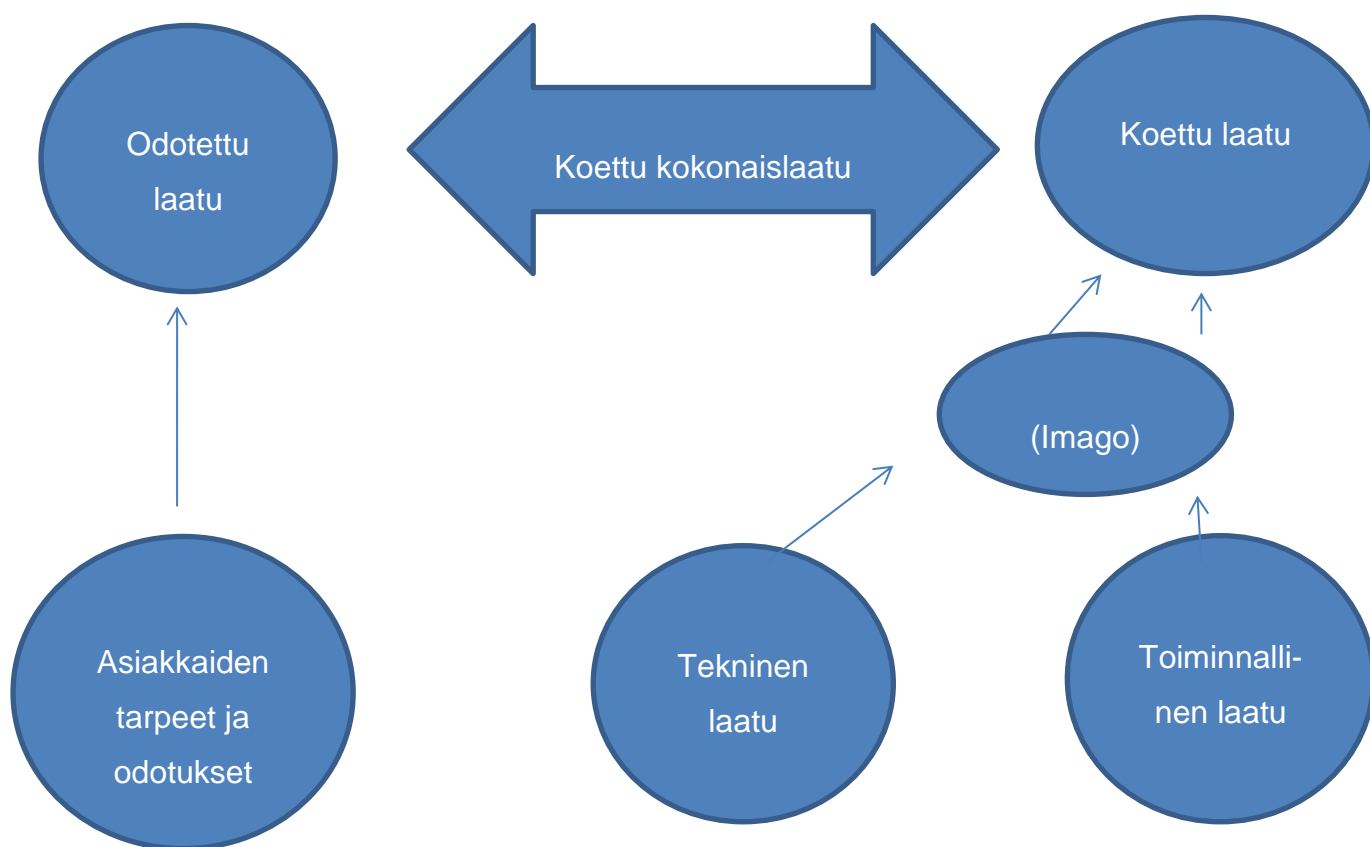 Odotettu
laatu
Koettu kokonaislaatu
Koettu laatu
(Imago)
Asiakkaiden
tarpeet ja
odotukset
Tekninen
laatu
Toiminnalli-
nen laatu